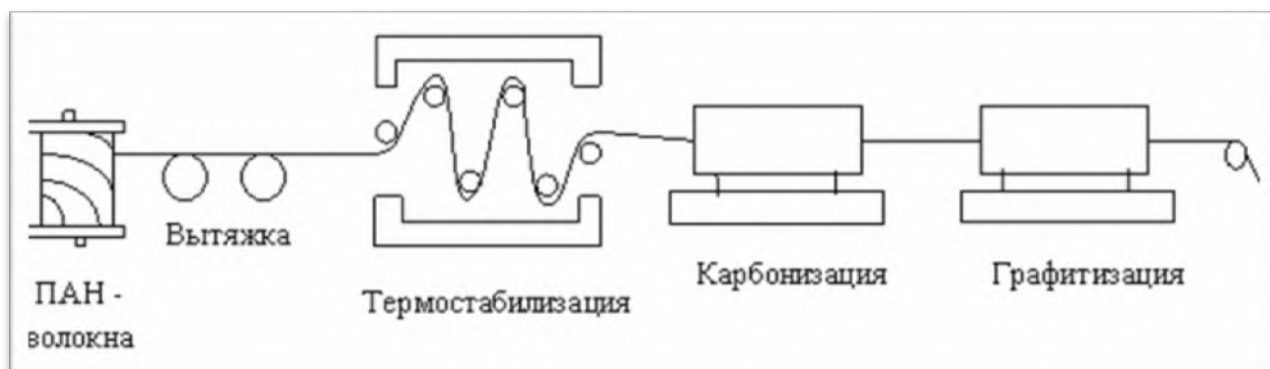 Вытяжка
ПАН -
волокна
Термостабилизация
Карбонизация
Графитизация